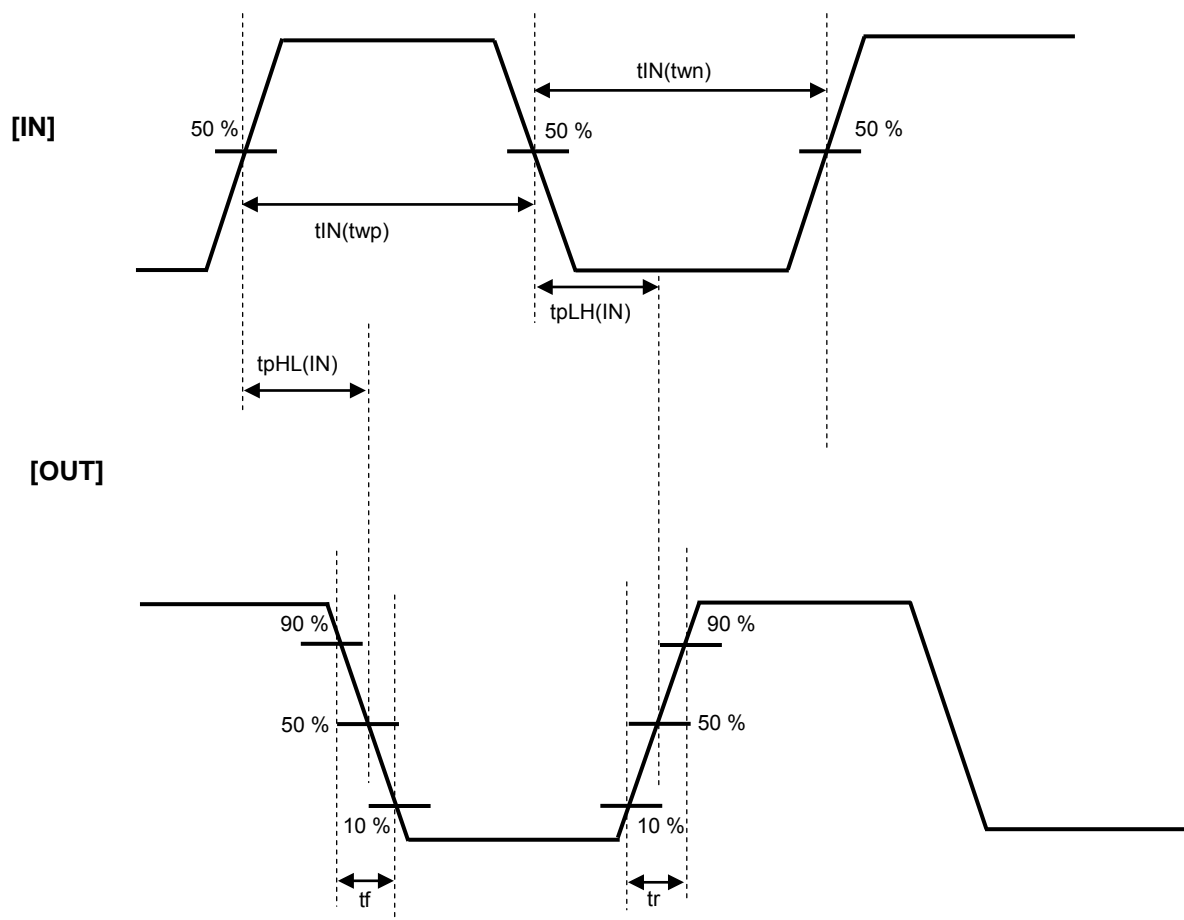 tIN(twn)
[IN]
50 %
50 %
50 %
tIN(twp)
tpLH(IN)
tpHL(IN)
[OUT]
90 %
90 %
50 %
50 %
10 %
10 %
tf
tr